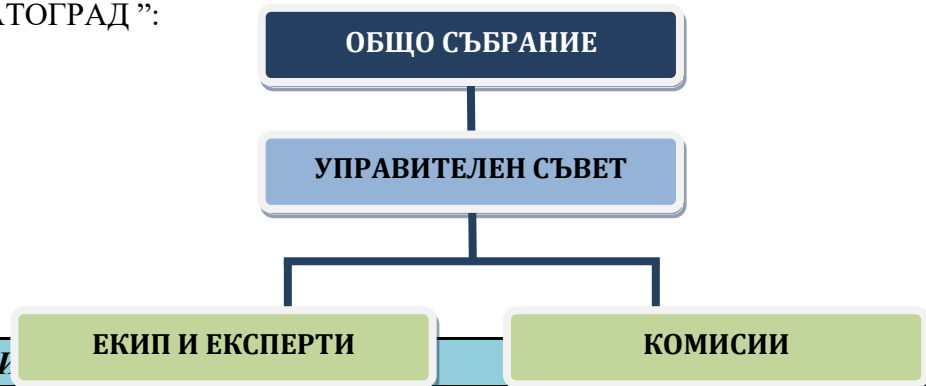 АТОГРАД ”:
ОБЩО СЪБРАНИЕ
УПРАВИТЕЛЕН СЪВЕТ
ЕКИП И ЕКСПЕРТИ
КОМИСИИ